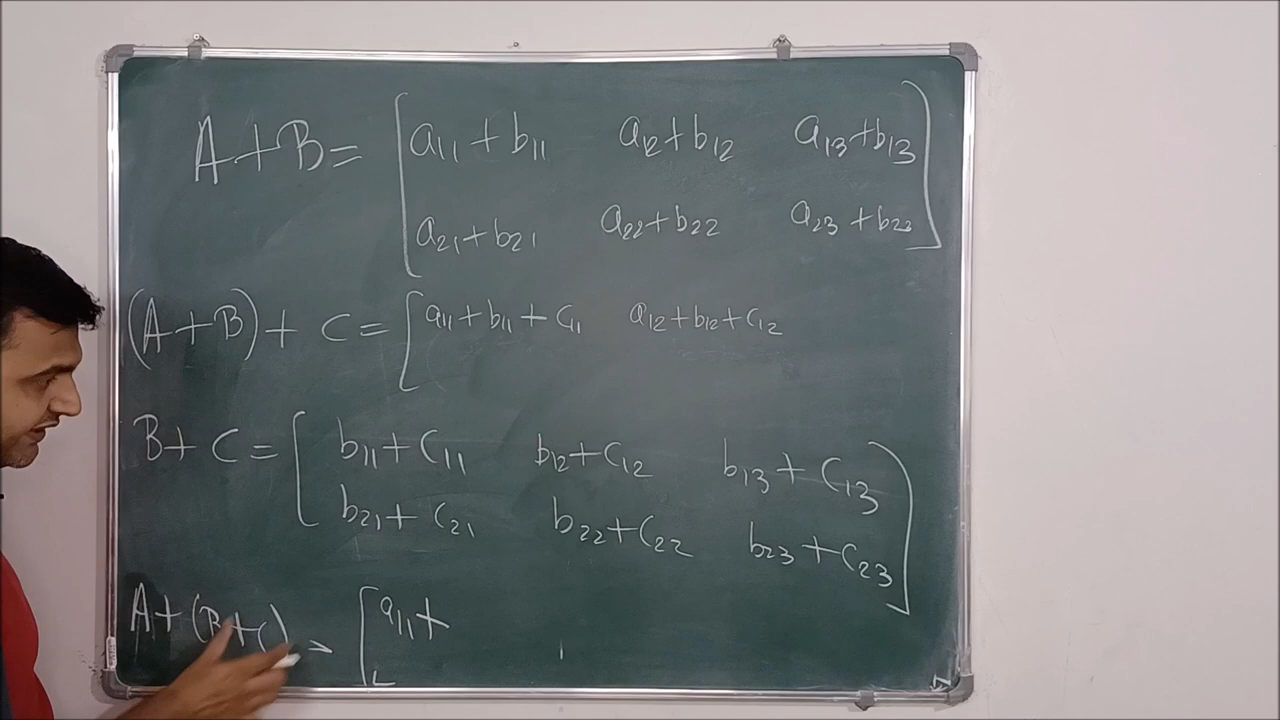 A+B= [ a11+b11 a12+b12 a13+b13 ]
a21+b21 a22+b22 a23+b23
(A+B)+ C= [ a11+b11+C11 a12+b12+C12
B+ C= [ b11+C11 b12+C12 b13+C13 ]
b21+C21 b22+C22 b23+C23
A+(B+C) = [ a11+